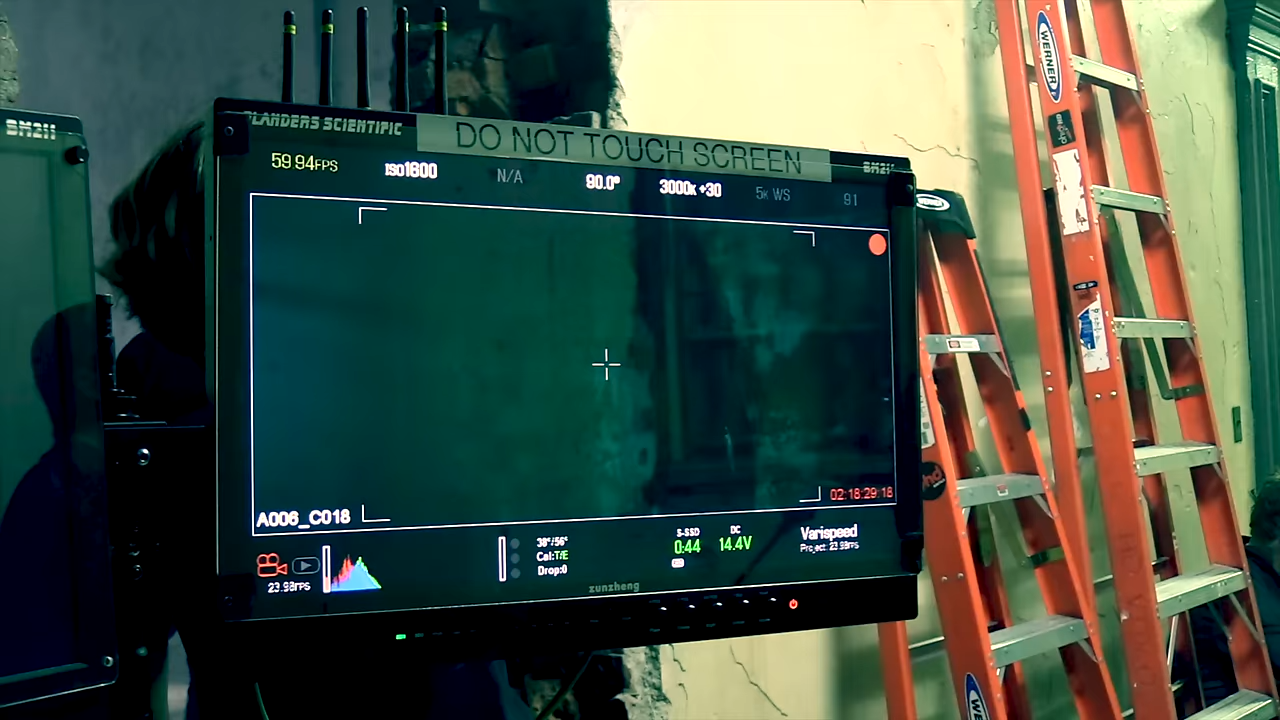 BM211
FLANDERS SCIENTIFIC
DO NOT TOUCH SCREEN
BM211
59.94FPS
ISO1600
N/A
90.0°
3000K +30
5K WS
91
A006_C018
02:18:29:18
23.98FPS
38°/56°
Cal:T/E
Drop:0
S-SSD
0:44
DC
14.4V
Varispeed
Project: 23.98FPS
zunzheng
WERNER
WERNER